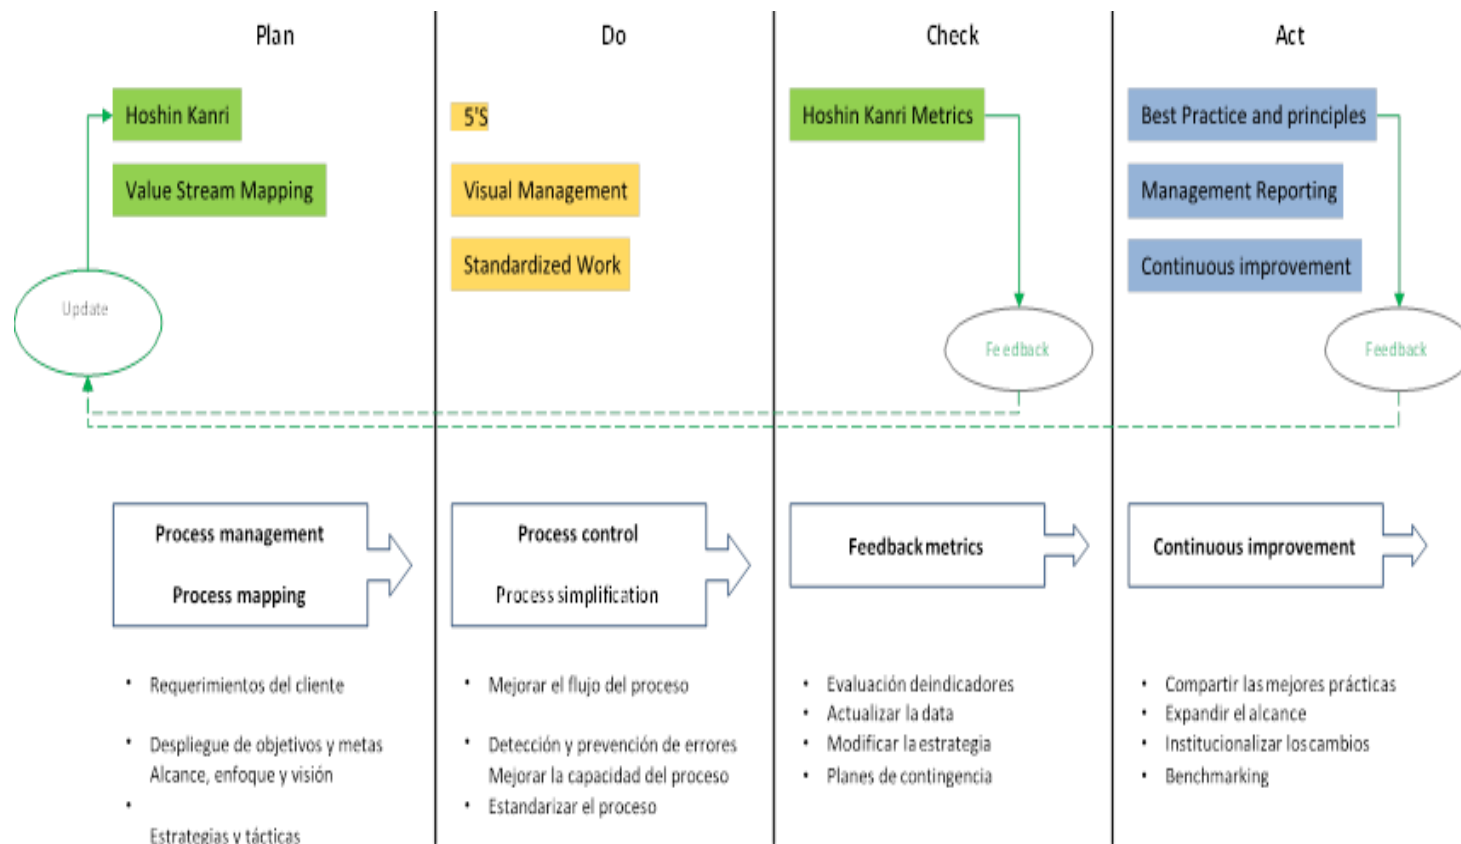 Plan
Do
Check
Act
Hoshin Kanri
Value Stream Mapping
Update
5'S
Visual Management
Standardized Work
Hoshin Kanri Metrics
Feedback
Best Practice and principles
Management Reporting
Continuous improvement
Feedback
Process management
Process mapping
Process control
Process simplification
Feedback metrics
Continuous improvement
• Requerimientos del cliente
• Despliegue de objetivos y metas
Alcance, enfoque y visión
•
Estrategias y tácticas
• Mejorar el flujo del proceso
• Detección y prevención de errores
Mejorar la capacidad del proceso
• Estandarizar el proceso
• Evaluación deindicadores
• Actualizar la data
• Modificar la estrategia
• Planes de contingencia
• Compartir las mejores prácticas
• Expandir el alcance
• Institucionalizar los cambios
• Benchmarking